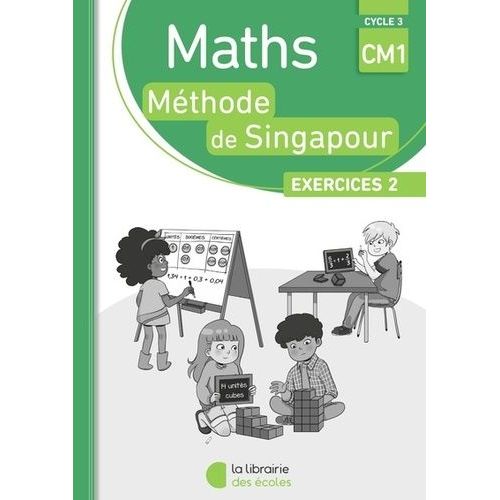 CYCLE 3
Maths
CM1
Méthode
de Singapour
EXERCICES 2
UNITÉS DIXIÈMES CENTIÈMES
1,34 = 1 + 0,3 + 0,04
14 unités
cubes
la librairie
des écoles